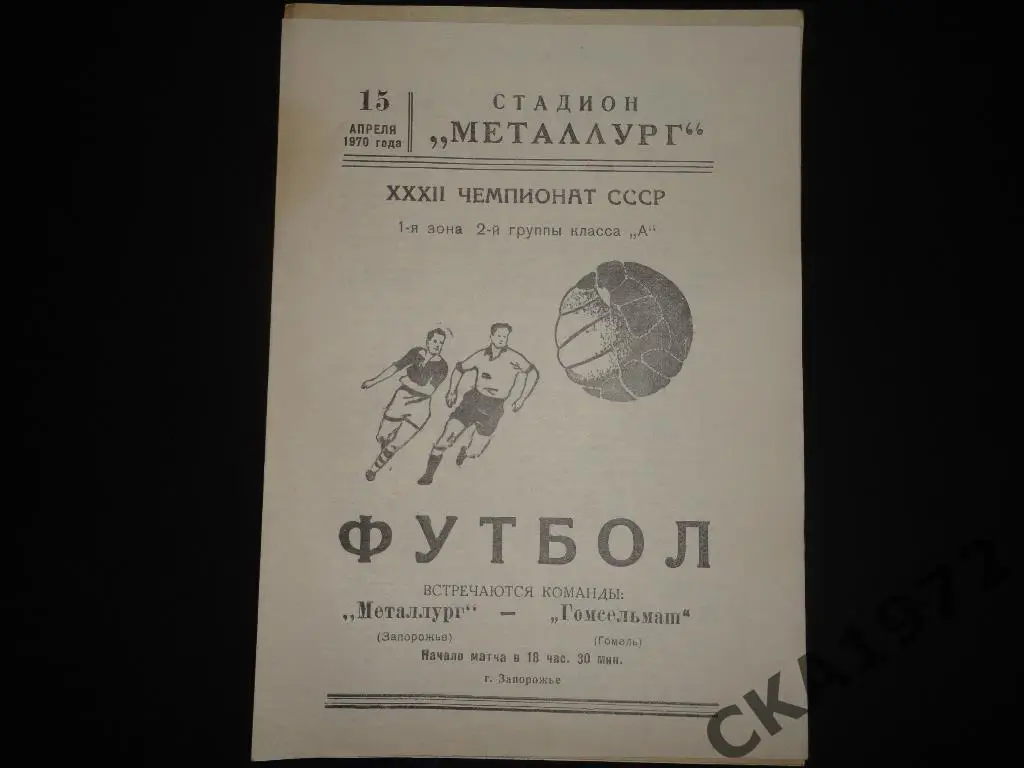 15
АПРЕЛЯ
1970 года
СТАДИОН
„МЕТАЛЛУРГ“
XXXII ЧЕМПИОНАТ СССР
1-я зона 2-й группы класса „А“
ФУТБОЛ
ВСТРЕЧАЮТСЯ КОМАНДЫ:
„Металлург“ — „Гомсельмаш“
(Запорожье) (Гомель)
Начало матча в 18 час. 30 мин.
г. Запорожье
СКА1972